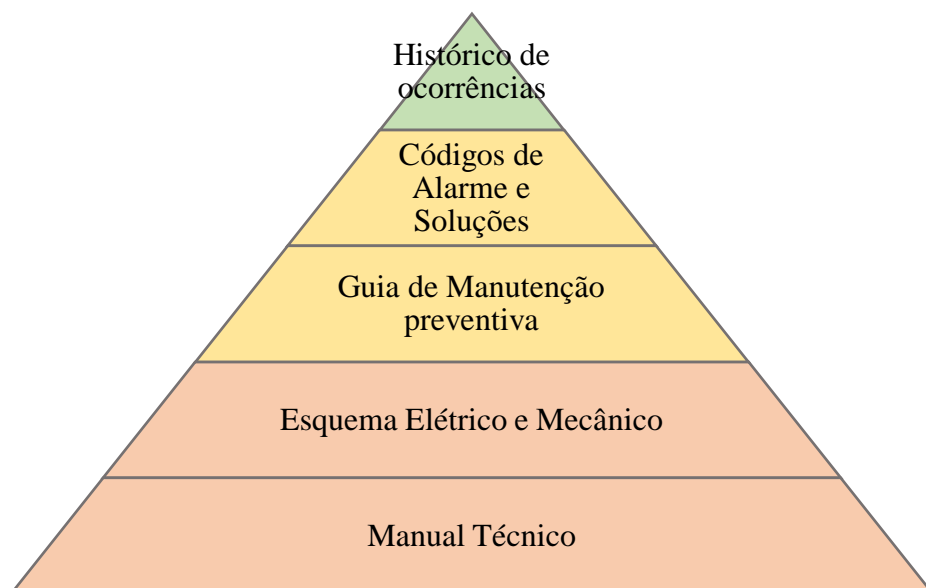 Histórico de
ocorrências
Códigos de
Alarme e
Soluções
Guia de Manutenção
preventiva
Esquema Elétrico e Mecânico
Manual Técnico